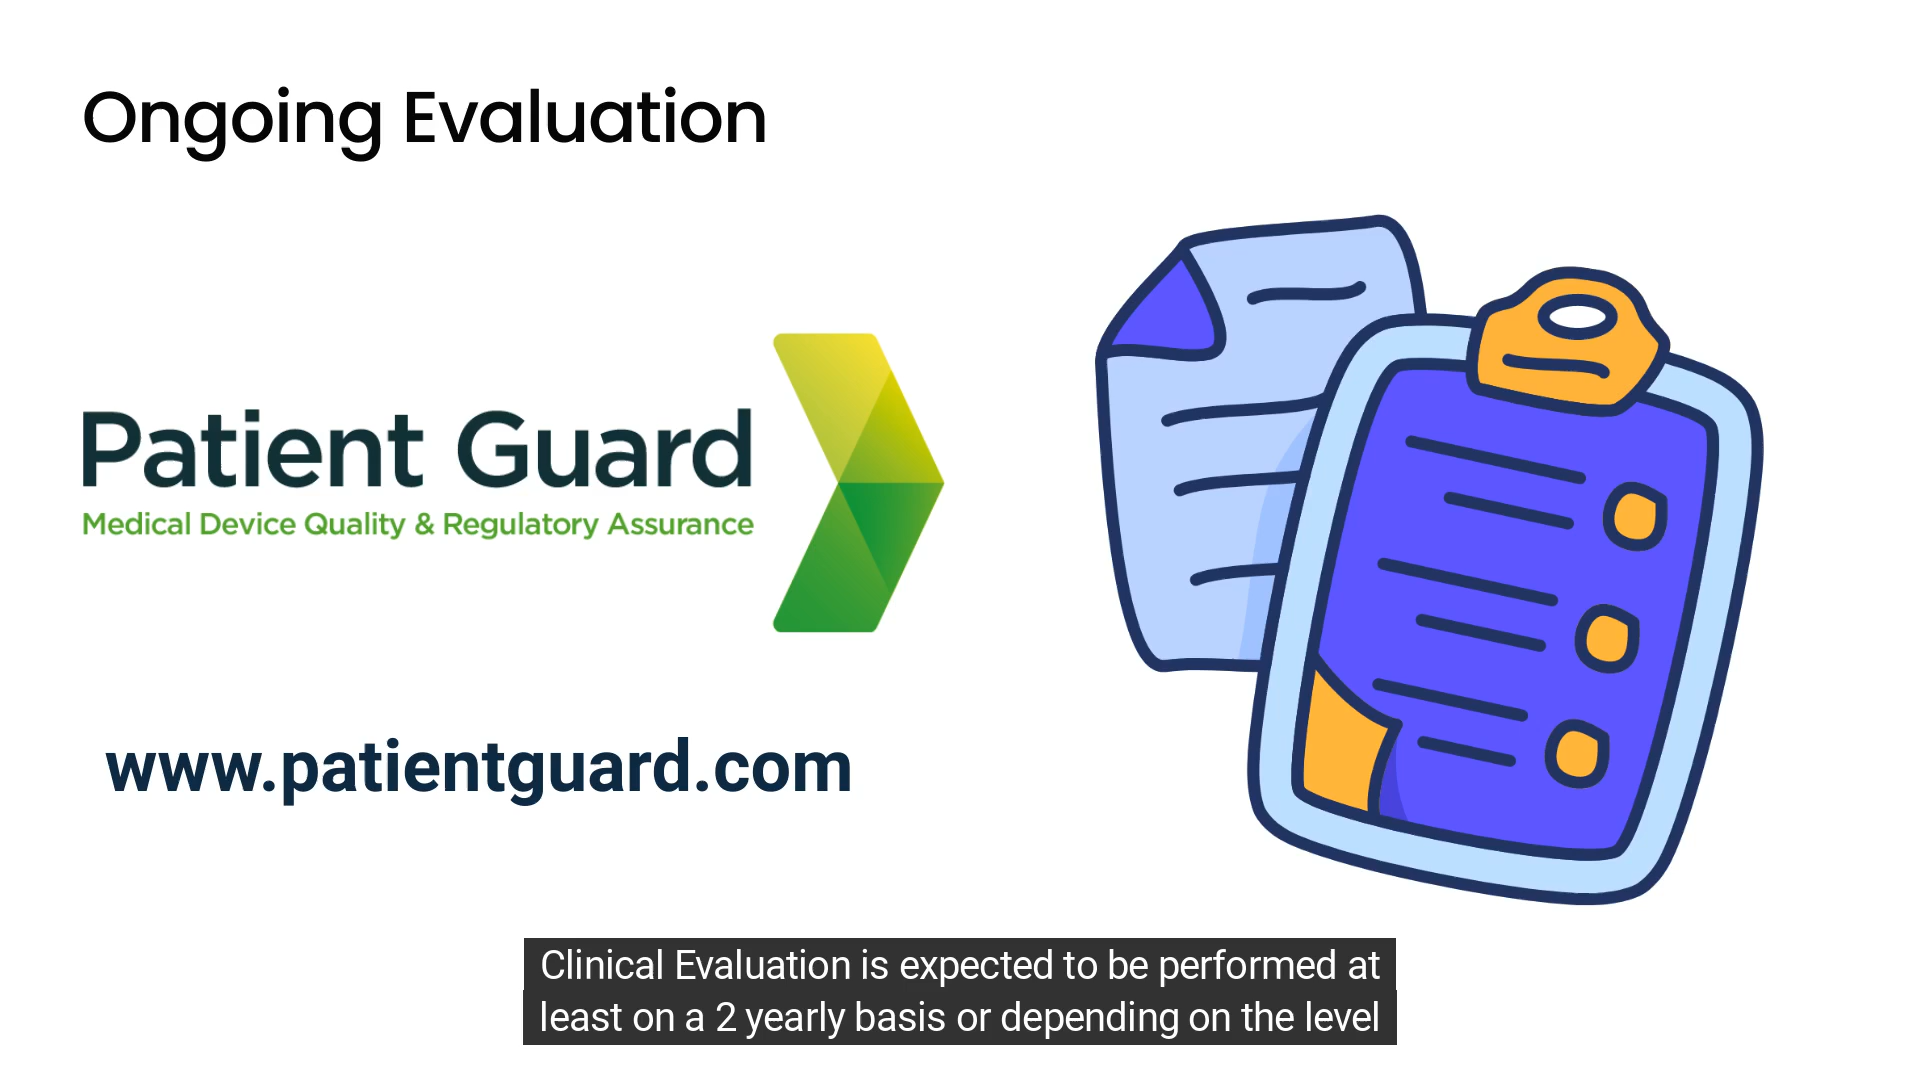 Ongoing Evaluation
Patient Guard
Medical Device Quality & Regulatory Assurance
www.patientguard.com
Clinical Evaluation is expected to be performed at
least on a 2 yearly basis or depending on the level